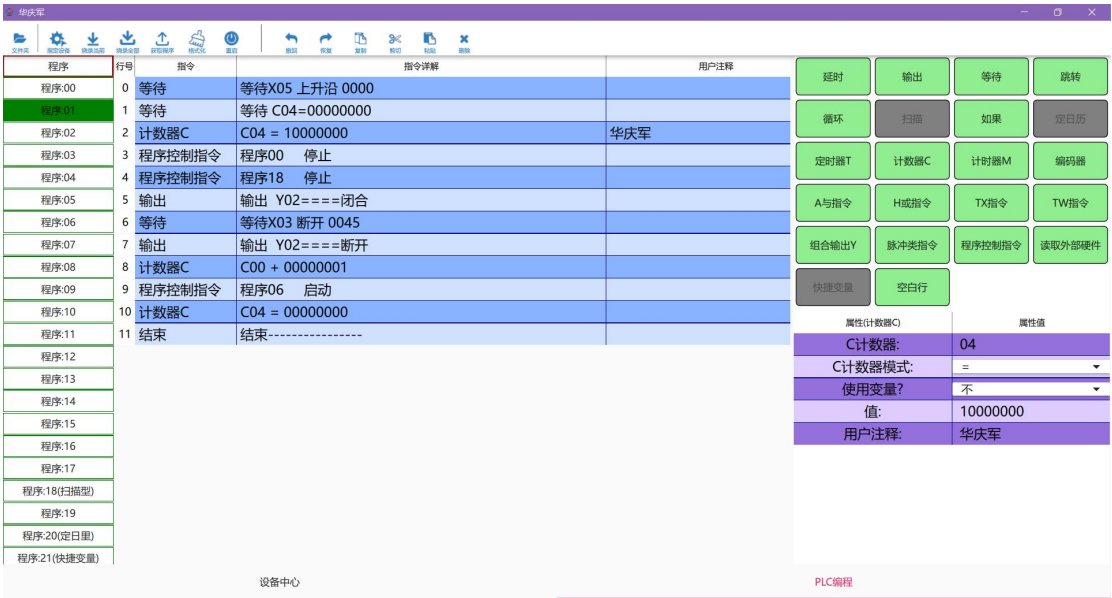 华庆军
文件夹 指定设备 烧录当前 烧录全部 获取程序 格式化 重启 撤回 恢复 复制 剪切 粘贴 删除
程序 行号 指令 指令详解 用户注释
程序:00 0 等待 等待X05 上升沿 0000
程序:01 1 等待 等待 C04=00000000
程序:02 2 计数器C C04 = 10000000 华庆军
程序:03 3 程序控制指令 程序00 停止
程序:04 4 程序控制指令 程序18 停止
程序:05 5 输出 输出 Y02====闭合
程序:06 6 等待 等待X03 断开 0045
程序:07 7 输出 输出 Y02====断开
程序:08 8 计数器C C00 + 00000001
程序:09 9 程序控制指令 程序06 启动
程序:10 10 计数器C C04 = 00000000
程序:11 11 结束 结束---------------
程序:12
程序:13
程序:14
程序:15
程序:16
程序:17
程序:18(扫描型)
程序:19
程序:20(定日里)
程序:21(快捷变量)
延时 输出 等待 跳转
循环 扫描 如果 定日历
定时器T 计数器C 计时器M 编码器
A与指令 H或指令 TX指令 TW指令
组合输出Y 脉冲类指令 程序控制指令 读取外部硬件
快捷变量 空白行
属性(计数器C) 属性值
C计数器: 04
C计数器模式: =
使用变量? 不
值: 10000000
用户注释: 华庆军
设备中心 PLC编程